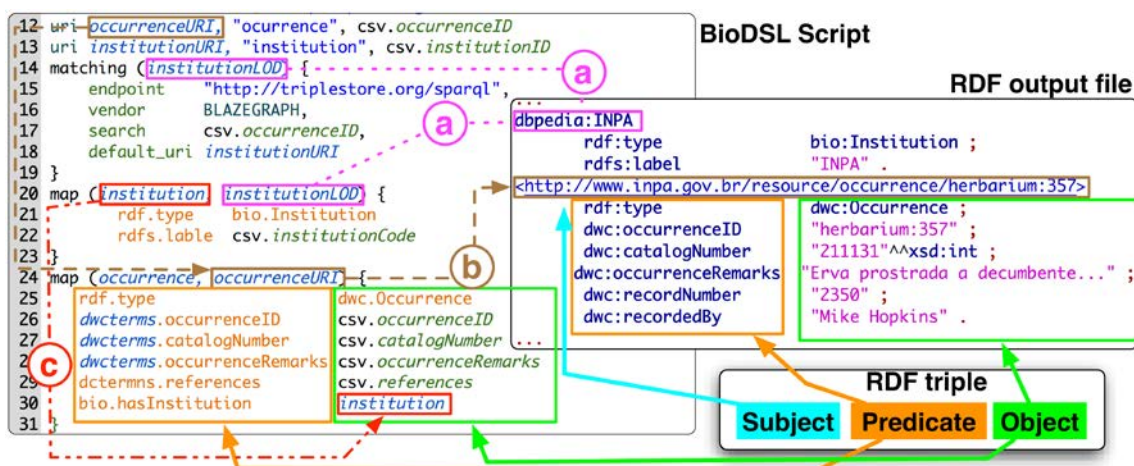 BioDSL Script
12 uri occurrenceURI, "ocurrence", csv.occurrenceID
13 uri institutionURI, "institution", csv.institutionID
14 matching (institutionLOD) {
15 endpoint "http://triplestore.org/sparql",
16 vendor BLAZEGRAPH,
17 search csv.occurrenceID,
18 default_uri institutionURI
19 }
20 map (institution, institutionLOD) {
21 rdf.type bio.Institution
22 rdfs.lable csv.institutionCode
23 }
24 map (occurrence, occurrenceURI) {
25 rdf.type dwc.Occurrence
26 dwcterms.occurrenceID csv.occurrenceID
27 dwcterms.catalogNumber csv.catalogNumber
28 dwcterms.occurrenceRemarks csv.occurrenceRemarks
29 dctermns.references csv.references
30 bio.hasInstitution institution
31 }
a
a
b
c
RDF output file
...
dbpedia:INPA
rdf:type bio:Institution ;
rdfs:label "INPA" .
<http://www.inpa.gov.br/resource/occurrence/herbarium:357>
rdf:type dwc:Occurrence ;
dwc:occurrenceID "herbarium:357" ;
dwc:catalogNumber "211131"^^xsd:int ;
dwc:occurrenceRemarks "Erva prostrada a decumbente..." ;
dwc:recordNumber "2350" ;
dwc:recordedBy "Mike Hopkins" .
...
RDF triple
Subject Predicate Object